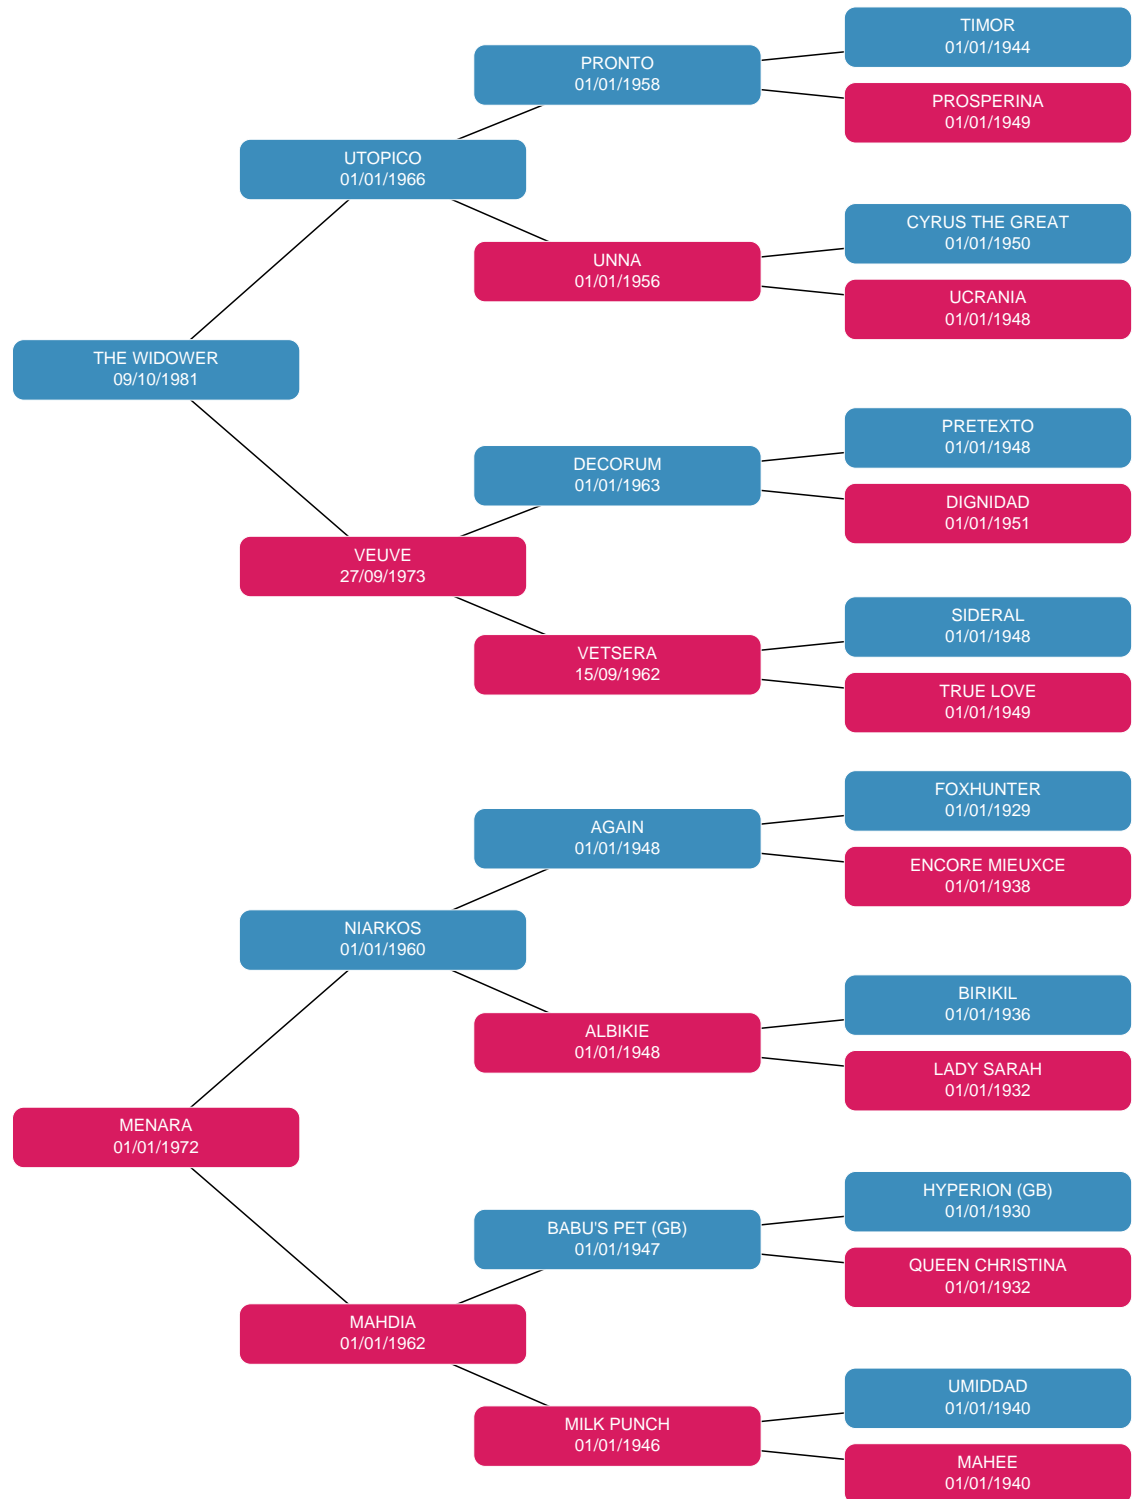 TIMOR
01/01/1944
PRONTO
01/01/1958
PROSPERINA
01/01/1949
UTOPICO
01/01/1966
CYRUS THE GREAT
01/01/1950
UNNA
01/01/1956
UCRANIA
01/01/1948
THE WIDOWER
09/10/1981
PRETEXTO
01/01/1948
DECORUM
01/01/1963
DIGNIDAD
01/01/1951
VEUVE
27/09/1973
SIDERAL
01/01/1948
VETSERA
15/09/1962
TRUE LOVE
01/01/1949
FOXHUNTER
01/01/1929
AGAIN
01/01/1948
ENCORE MIEUXCE
01/01/1938
NIARKOS
01/01/1960
BIRIKIL
01/01/1936
ALBIKIE
01/01/1948
LADY SARAH
01/01/1932
MENARA
01/01/1972
HYPERION (GB)
01/01/1930
BABU'S PET (GB)
01/01/1947
QUEEN CHRISTINA
01/01/1932
MAHDIA
01/01/1962
UMIDDAD
01/01/1940
MILK PUNCH
01/01/1946
MAHEE
01/01/1940